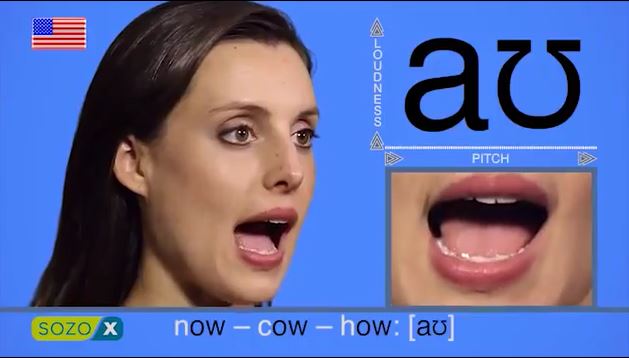 LOUDNESS
aʊ
PITCH
SOZO X
now – cow – how: [aʊ]